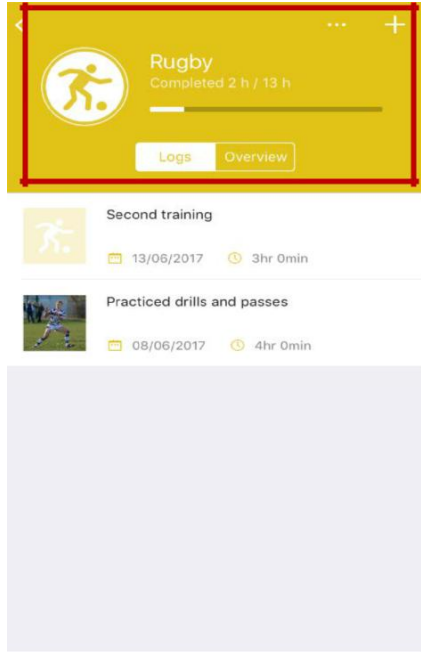 Rugby
Completed 2 h / 13 h
Logs Overview
Second training
13/06/2017 3hr 0min
Practiced drills and passes
08/06/2017 4hr 0min